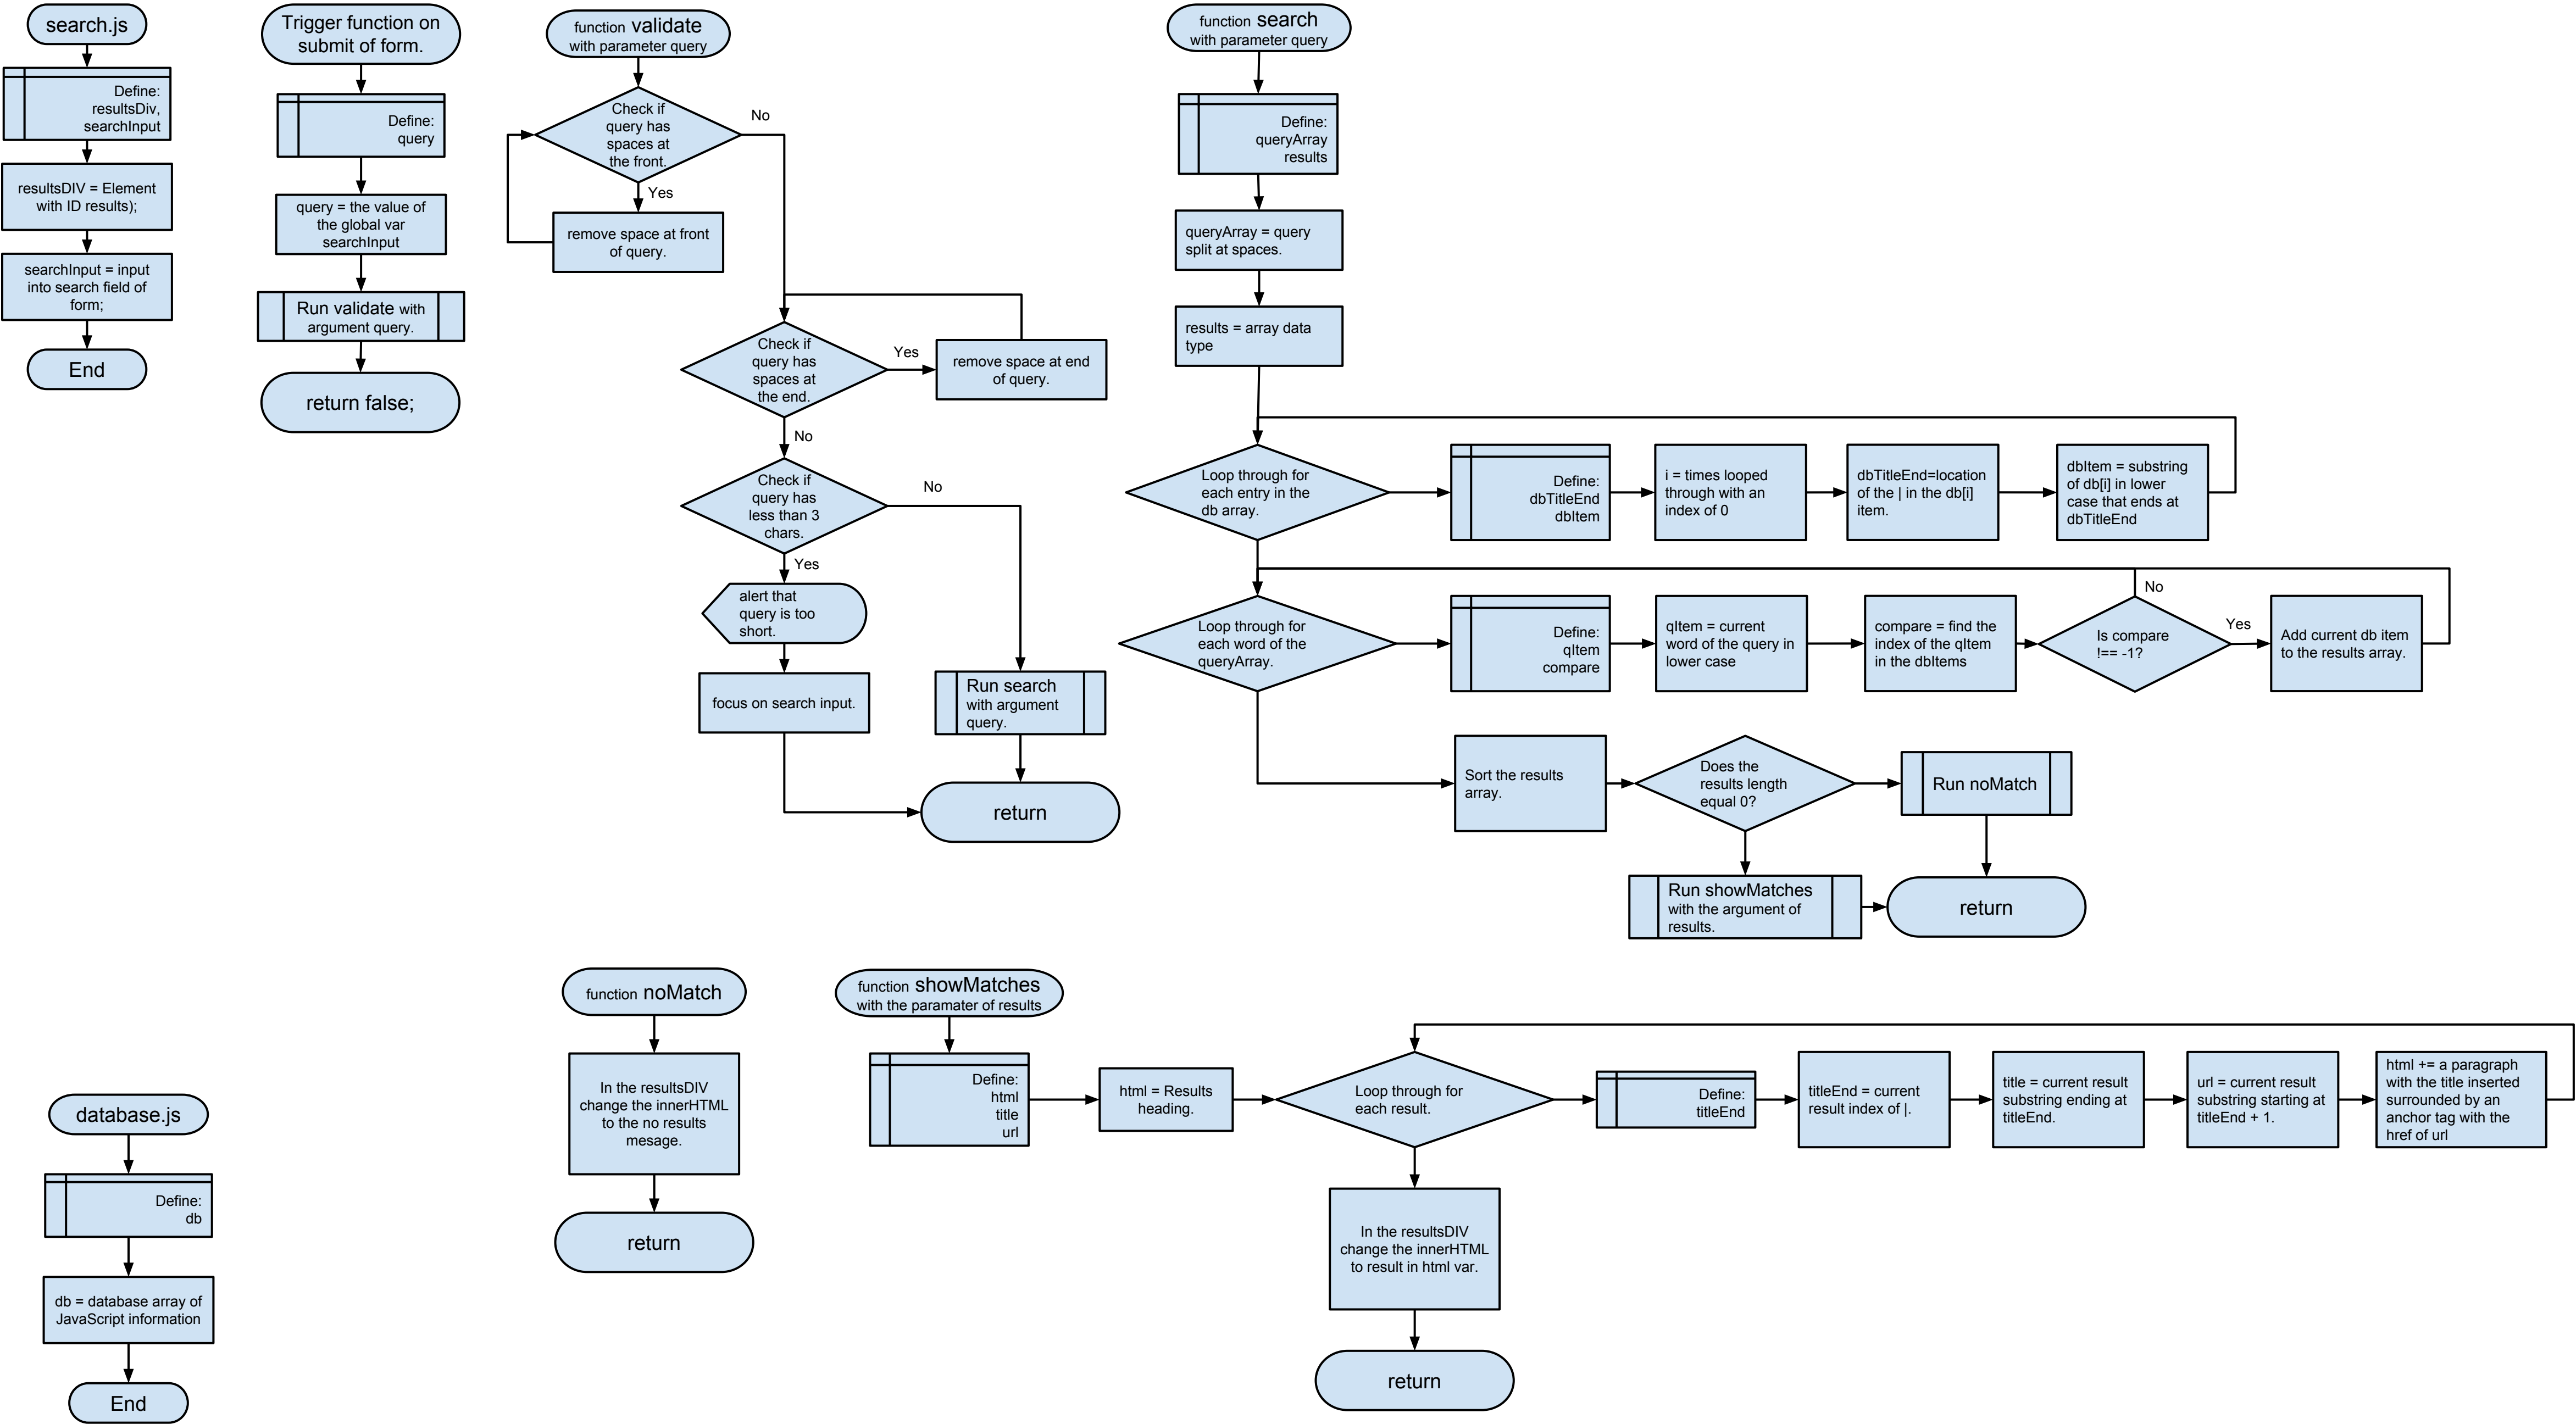 search.js
Define:
resultsDiv,
searchInput
resultsDIV = Element
with ID results);
searchInput = input
into search field of
form;
End
Trigger function on
submit of form.
Define:
query
query = the value of
the global var
searchInput
Run validate with
argument query.
return false;
function validate
with parameter query
Check if
query has
spaces at
the front.
No
Yes
remove space at front
of query.
Check if
query has
spaces at
the end.
Yes
remove space at end
of query.
No
Check if
query has
less than 3
chars.
No
Yes
alert that
query is too
short.
focus on search input.
Run search
with argument
query.
return
function search
with parameter query
Define:
queryArray
results
queryArray = query
split at spaces.
results = array data
type
Loop through for
each entry in the
db array.
Define:
dbTitleEnd
dbItem
i = times looped
through with an
index of 0
dbTitleEnd=location
of the | in the db[i]
item.
dbItem = substring
of db[i] in lower
case that ends at
dbTitleEnd
Loop through for
each word of the
queryArray.
Define:
qItem
compare
qItem = current
word of the query in
lower case
compare = find the
index of the qItem
in the dbItems
Is compare
!== -1?
No
Yes
Add current db item
to the results array.
Sort the results
array.
Does the
results length
equal 0?
Run noMatch
Run showMatches
with the argument of
results.
return
database.js
Define:
db
db = database array of
JavaScript information
End
function noMatch
In the resultsDIV
change the innerHTML
to the no results
mesage.
return
function showMatches
with the paramater of results
Define:
html
title
url
html = Results
heading.
Loop through for
each result.
Define:
titleEnd
titleEnd = current
result index of |.
title = current result
substring ending at
titleEnd.
url = current result
substring starting at
titleEnd + 1.
html += a paragraph
with the title inserted
surrounded by an
anchor tag with the
href of url
In the resultsDIV
change the innerHTML
to result in html var.
return